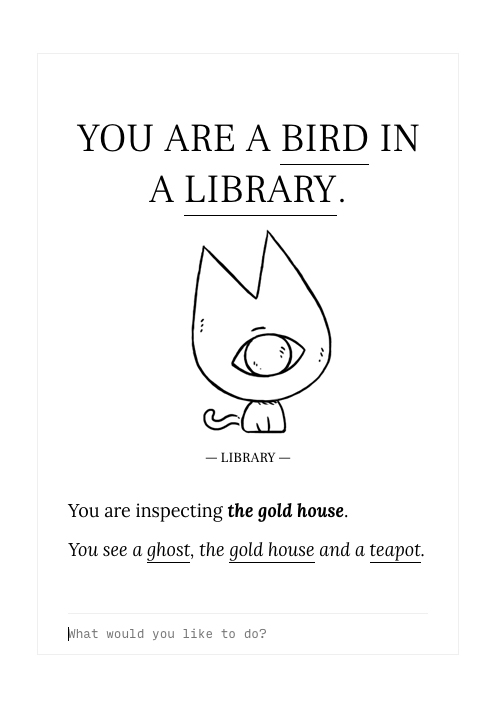 YOU ARE A BIRD IN
A LIBRARY.
— LIBRARY —
You are inspecting the gold house.
You see a ghost, the gold house and a teapot.
What would you like to do?